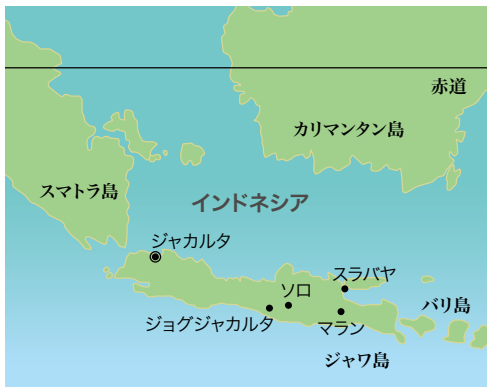 赤道
カリマンタン島
スマトラ島
インドネシア
ジャカルタ
スラバヤ
ソロ
バリ島
ジョグジャカルタ
マラン
ジャワ島